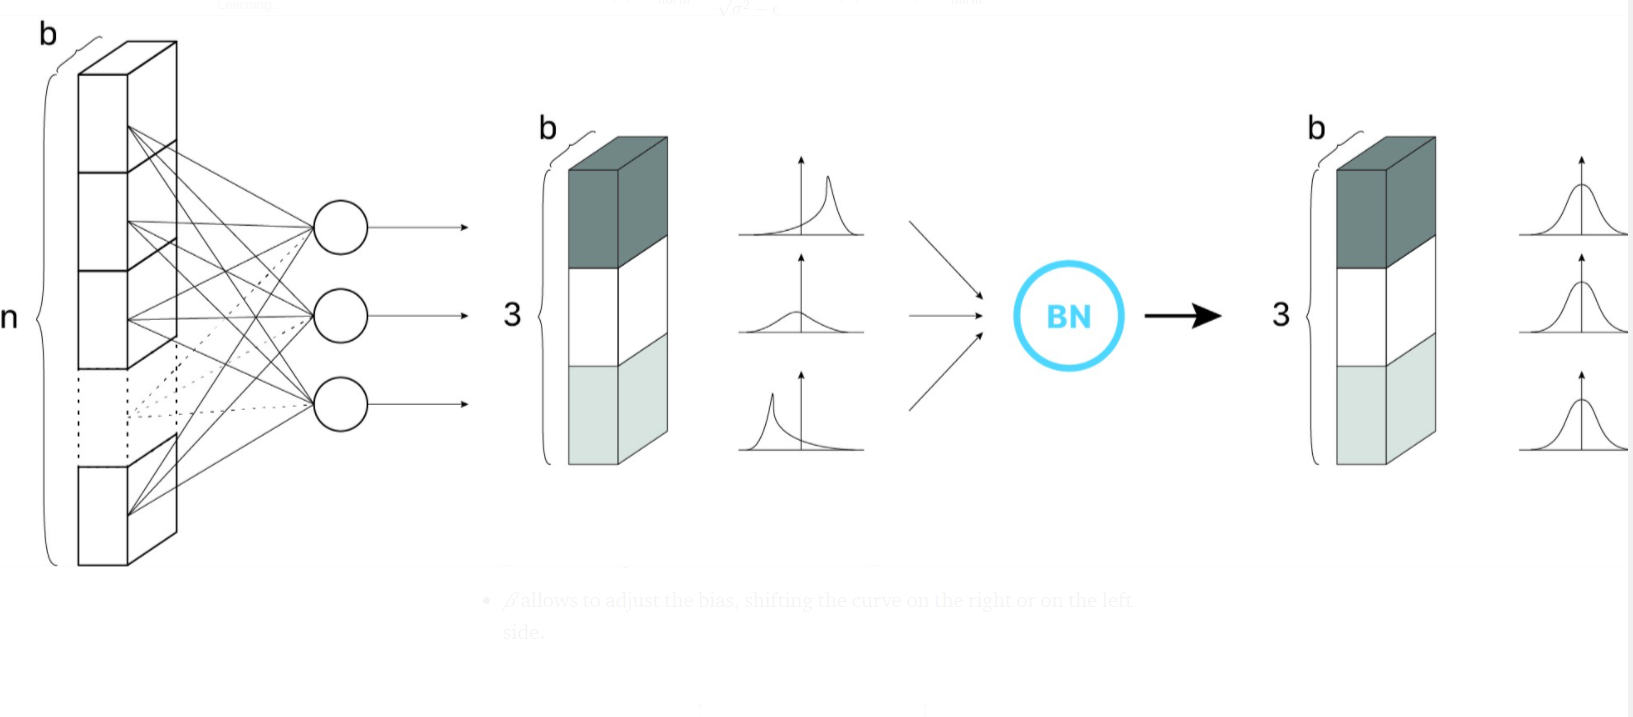 Learning.
b
n
b
3
BN
b
3
β allows to adjust the bias, shifting the curve on the right or on the left
side.